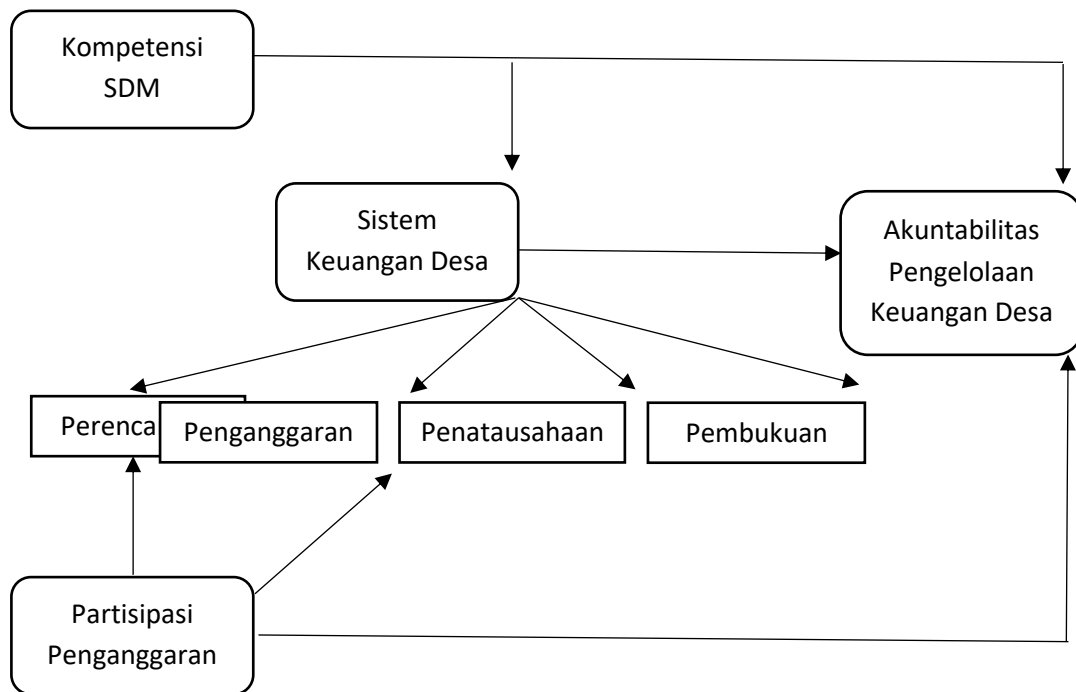 Kompetensi
SDM
Sistem
Keuangan Desa
Akuntabilitas
Pengelolaan
Keuangan Desa
Perenca
Penganggaran
Penatausahaan
Pembukuan
Partisipasi
Penganggaran